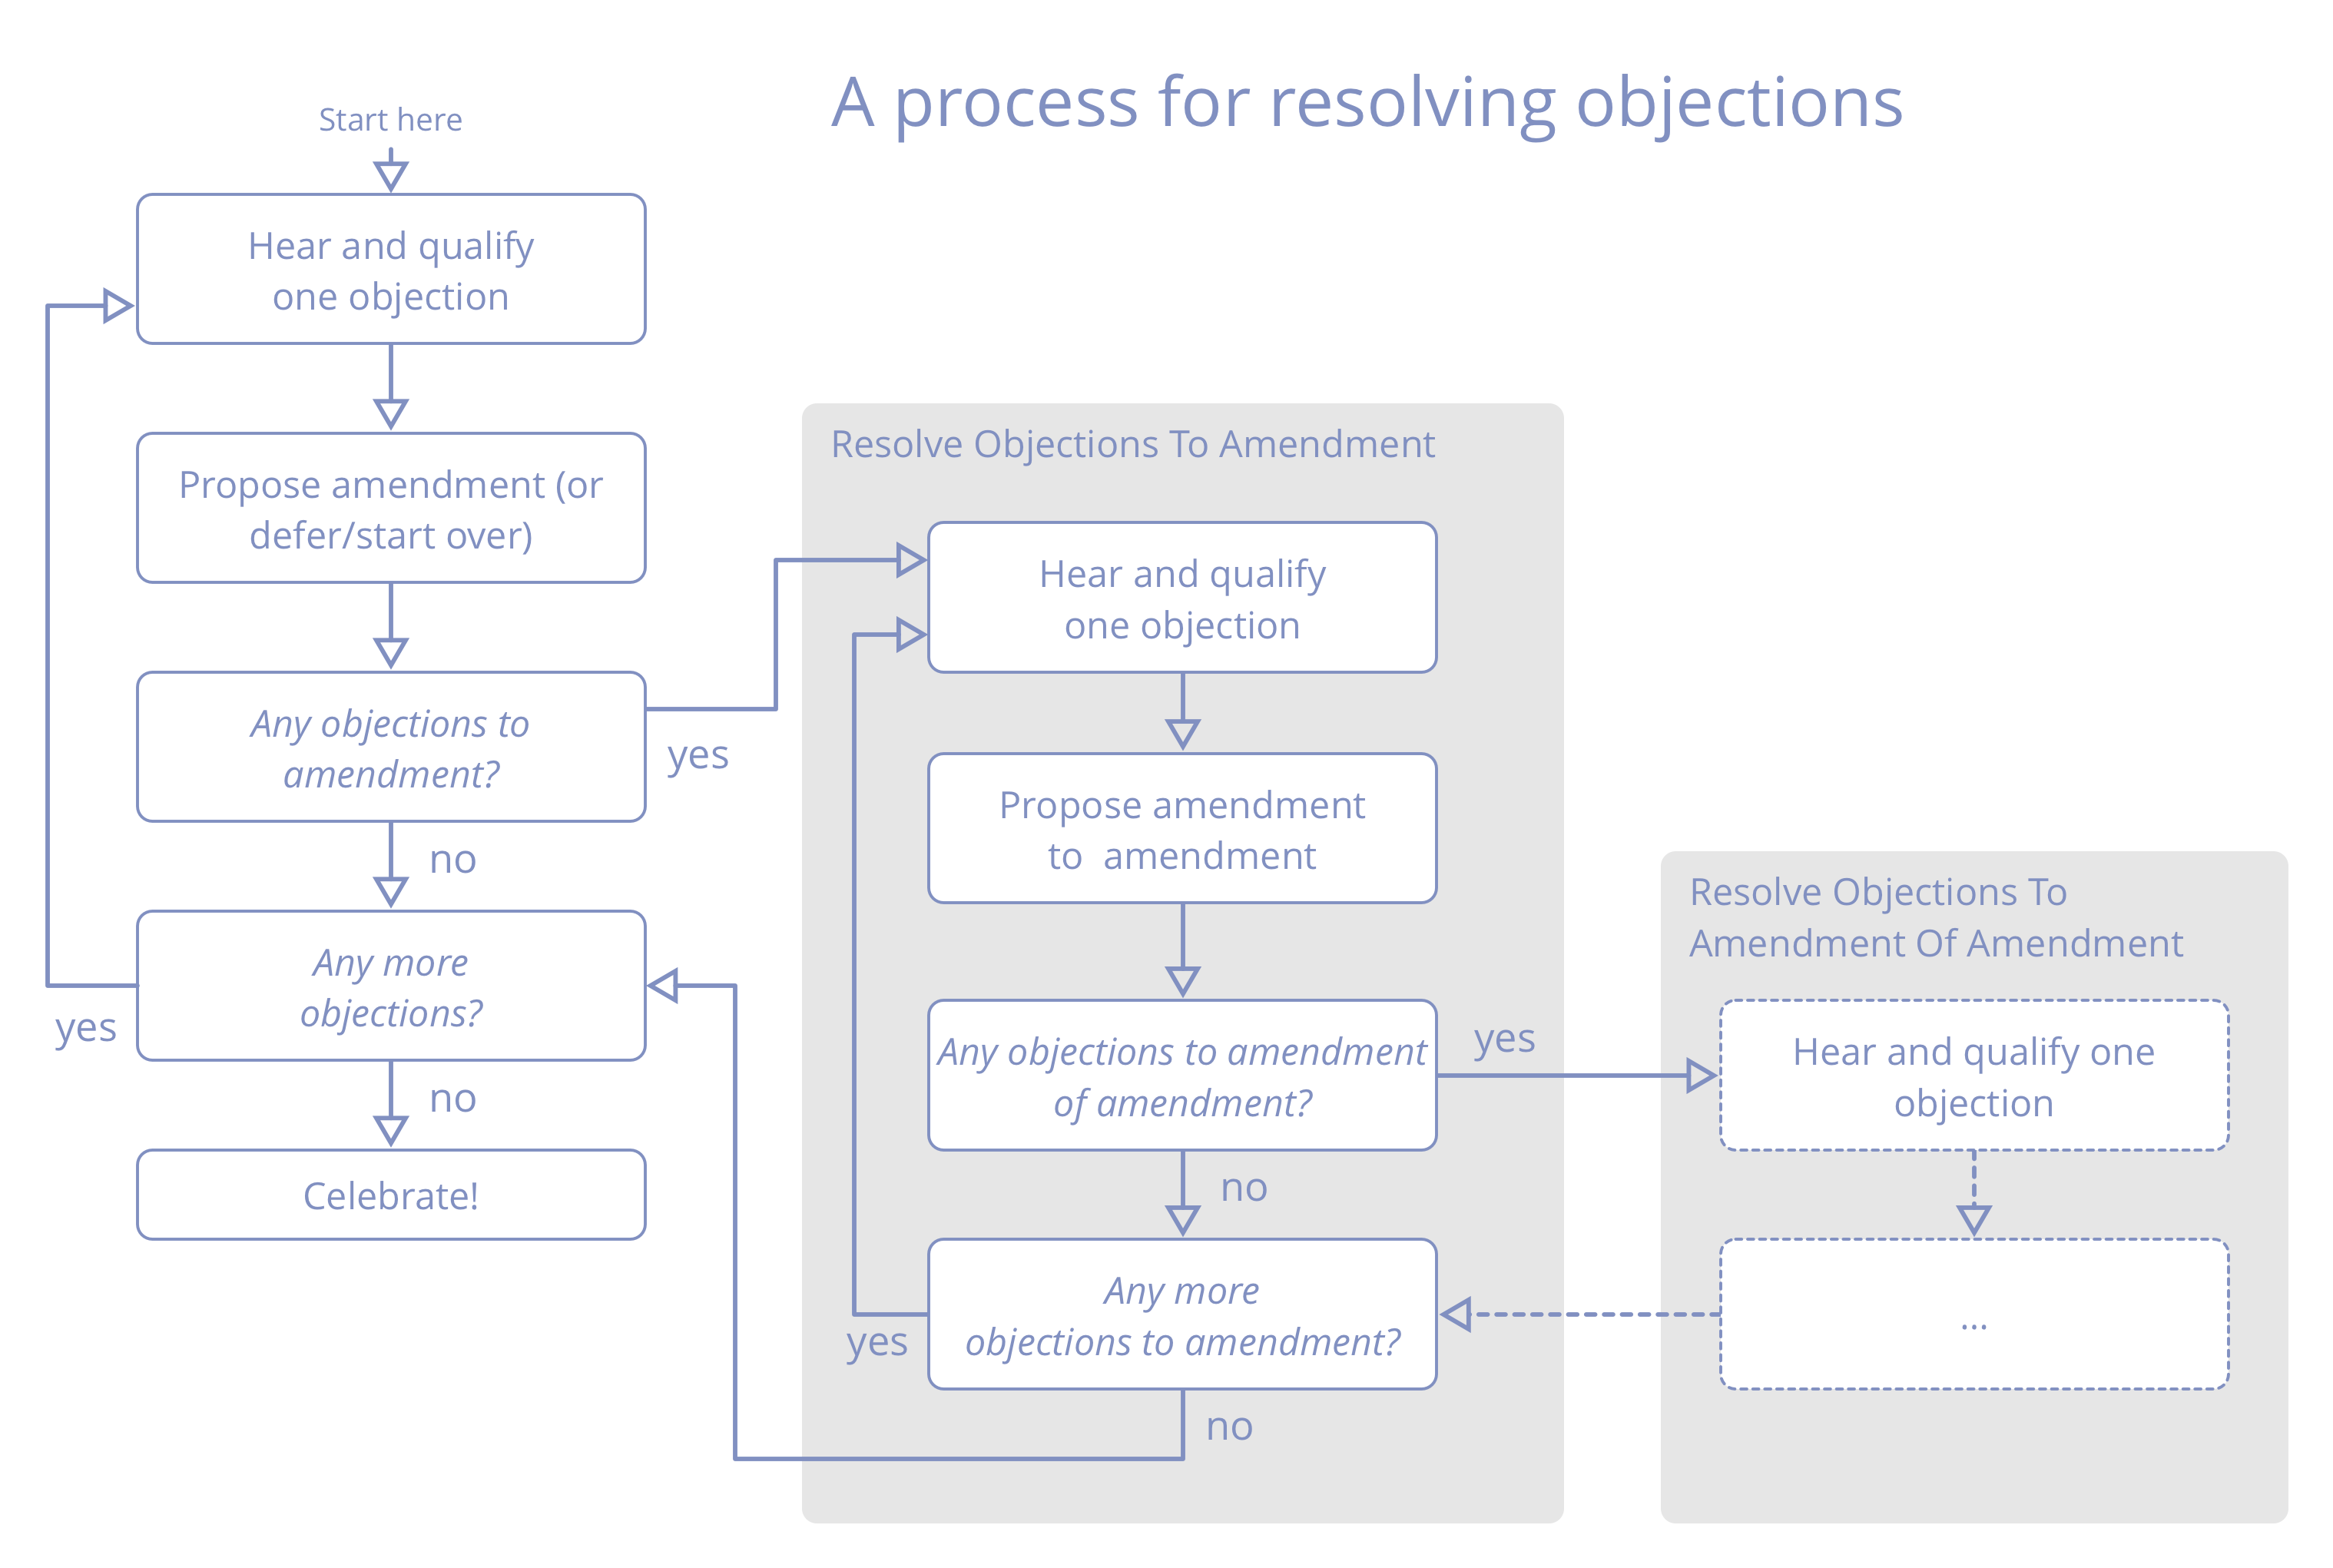 A process for resolving objections
Start here
Hear and qualify
one objection
Propose amendment (or
defer/start over)
Any objections to
amendment?
yes
no
Any more
objections?
yes
no
Celebrate!
Resolve Objections To Amendment
Hear and qualify
one objection
Propose amendment
to  amendment
Any objections to amendment
of amendment?
yes
no
Any more
objections to amendment?
yes
no
Resolve Objections To
Amendment Of Amendment
Hear and qualify one
objection
...